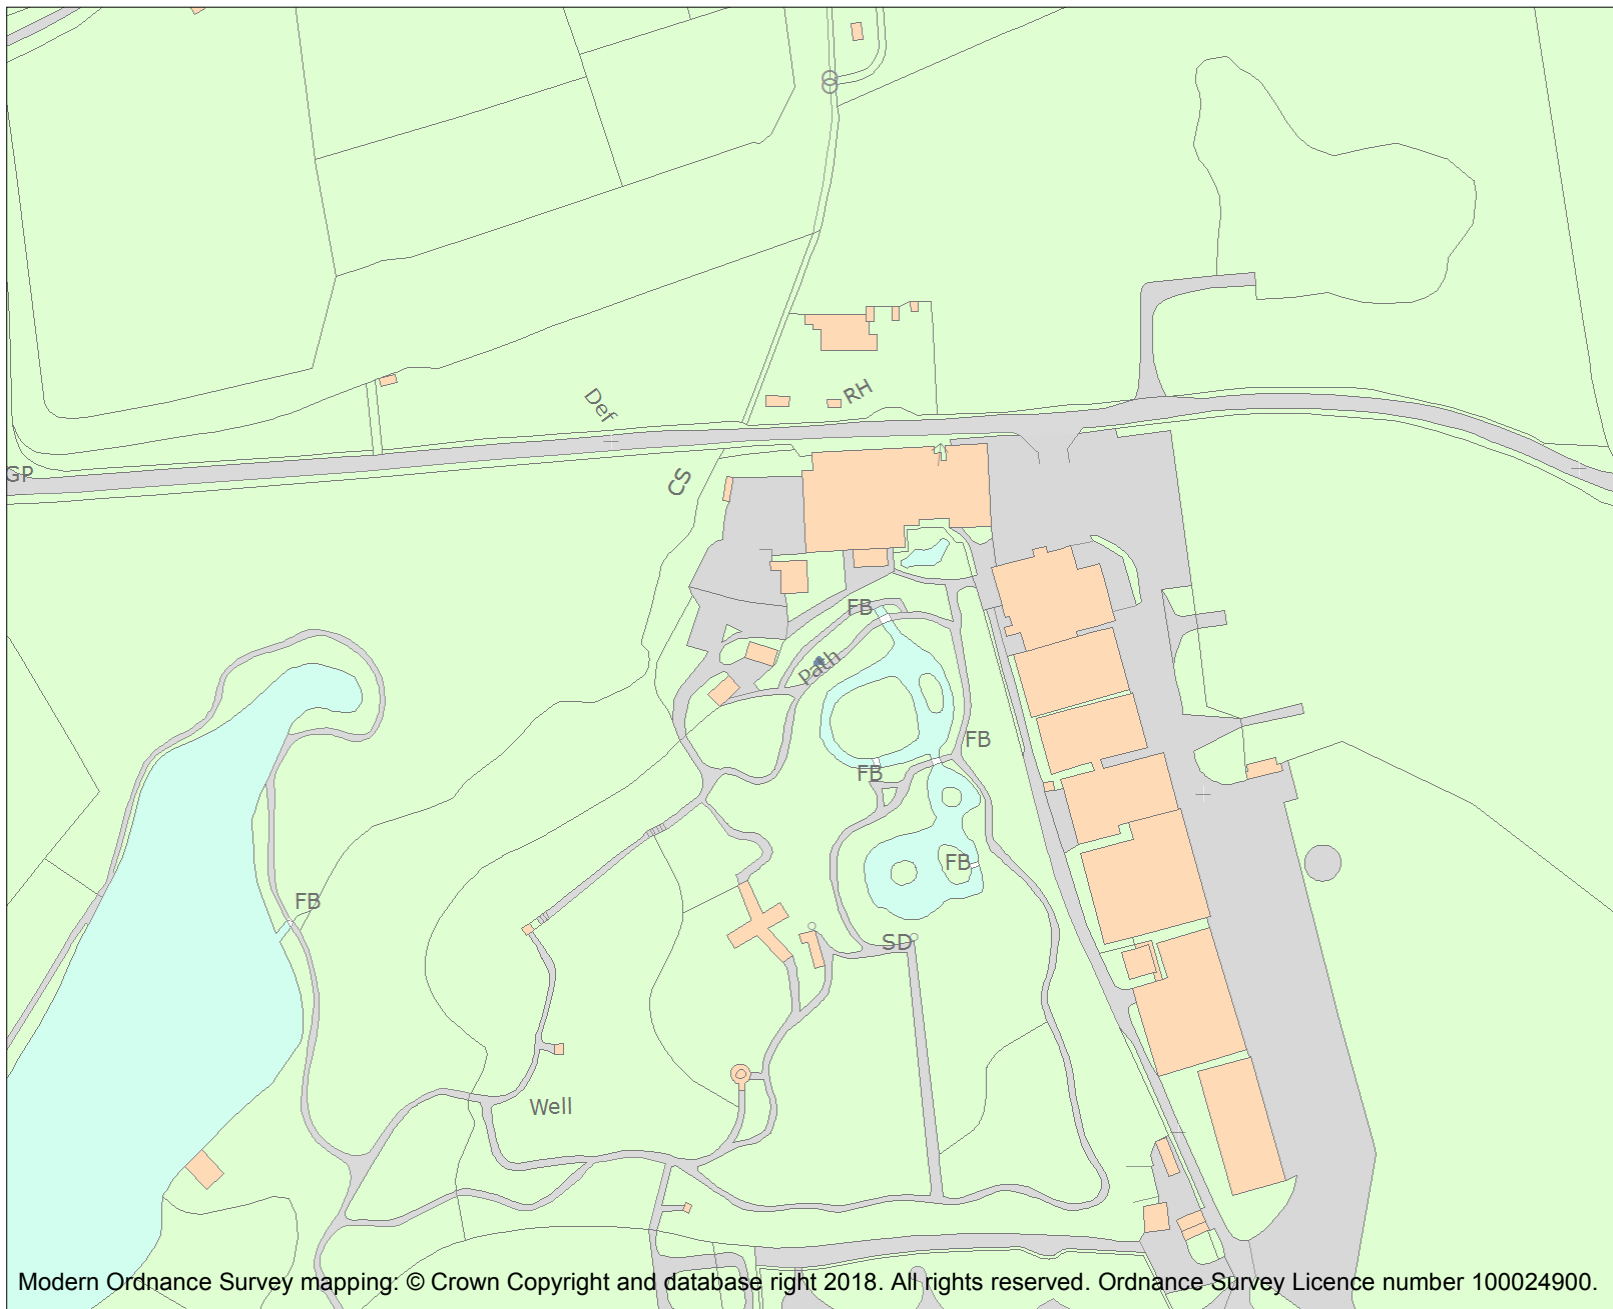 Def
RH
GP
CS
FB
Path
FB
FB
FB
FB
SD
Well
Modern Ordnance Survey mapping: © Crown Copyright and database right 2018. All rights reserved. Ordnance Survey Licence number 100024900.